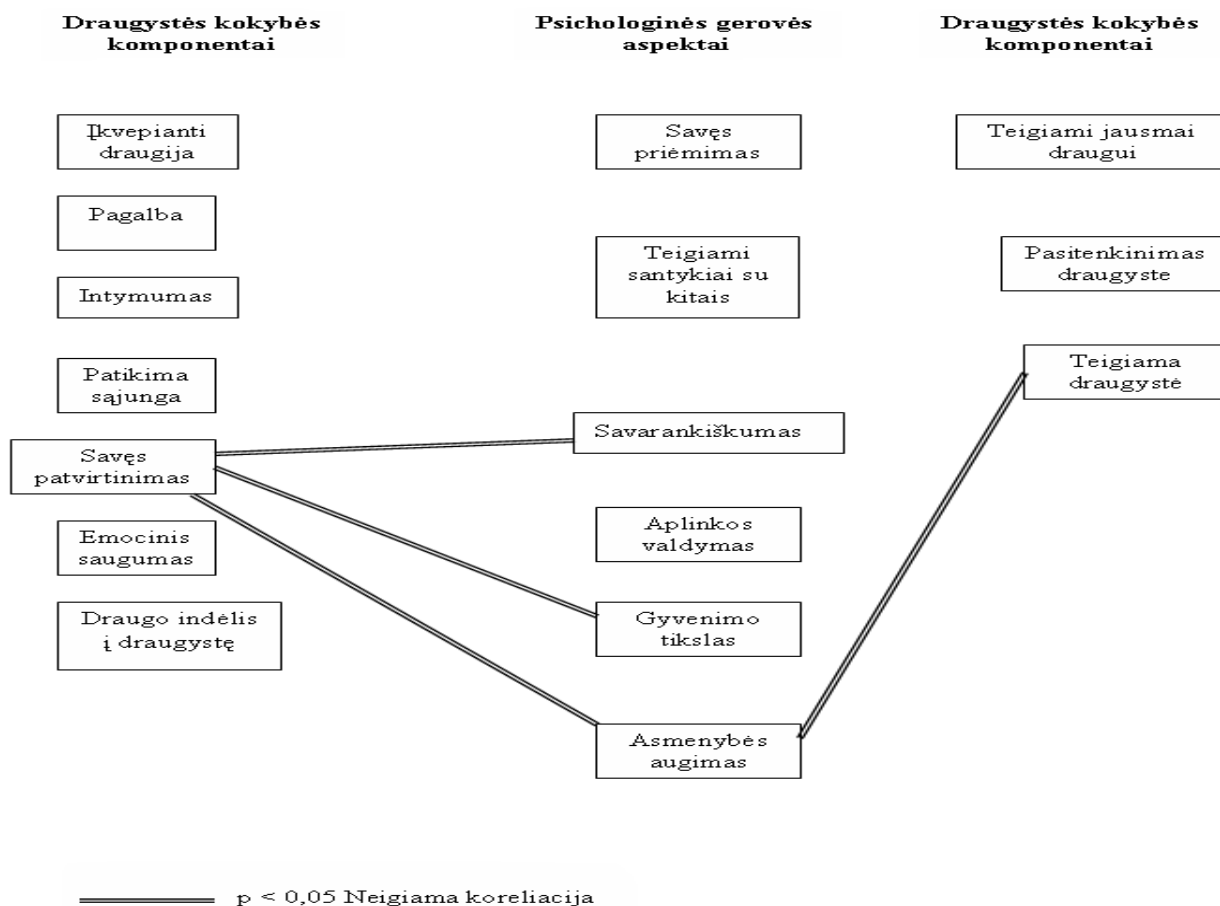 Draugystės kokybės
komponentai
Psichologinės gerovės
aspektai
Draugystės kokybės
komponentai
Įkvepianti
draugija
Pagalba
Intymumas
Patikima
sąjunga
Savęs
patvirtinimas
Emocinis
saugumas
Draugo indėlis
į draugystę
Savęs
priėmimas
Teigiami
santykiai su
kitais
Savarankiškumas
Aplinkos
valdymas
Gyvenimo
tikslas
Asmenybės
augimas
Teigiami jausmai
draugui
Pasitenkinimas
draugyste
Teigiama
draugystė
p < 0,05 Neigiama koreliacija